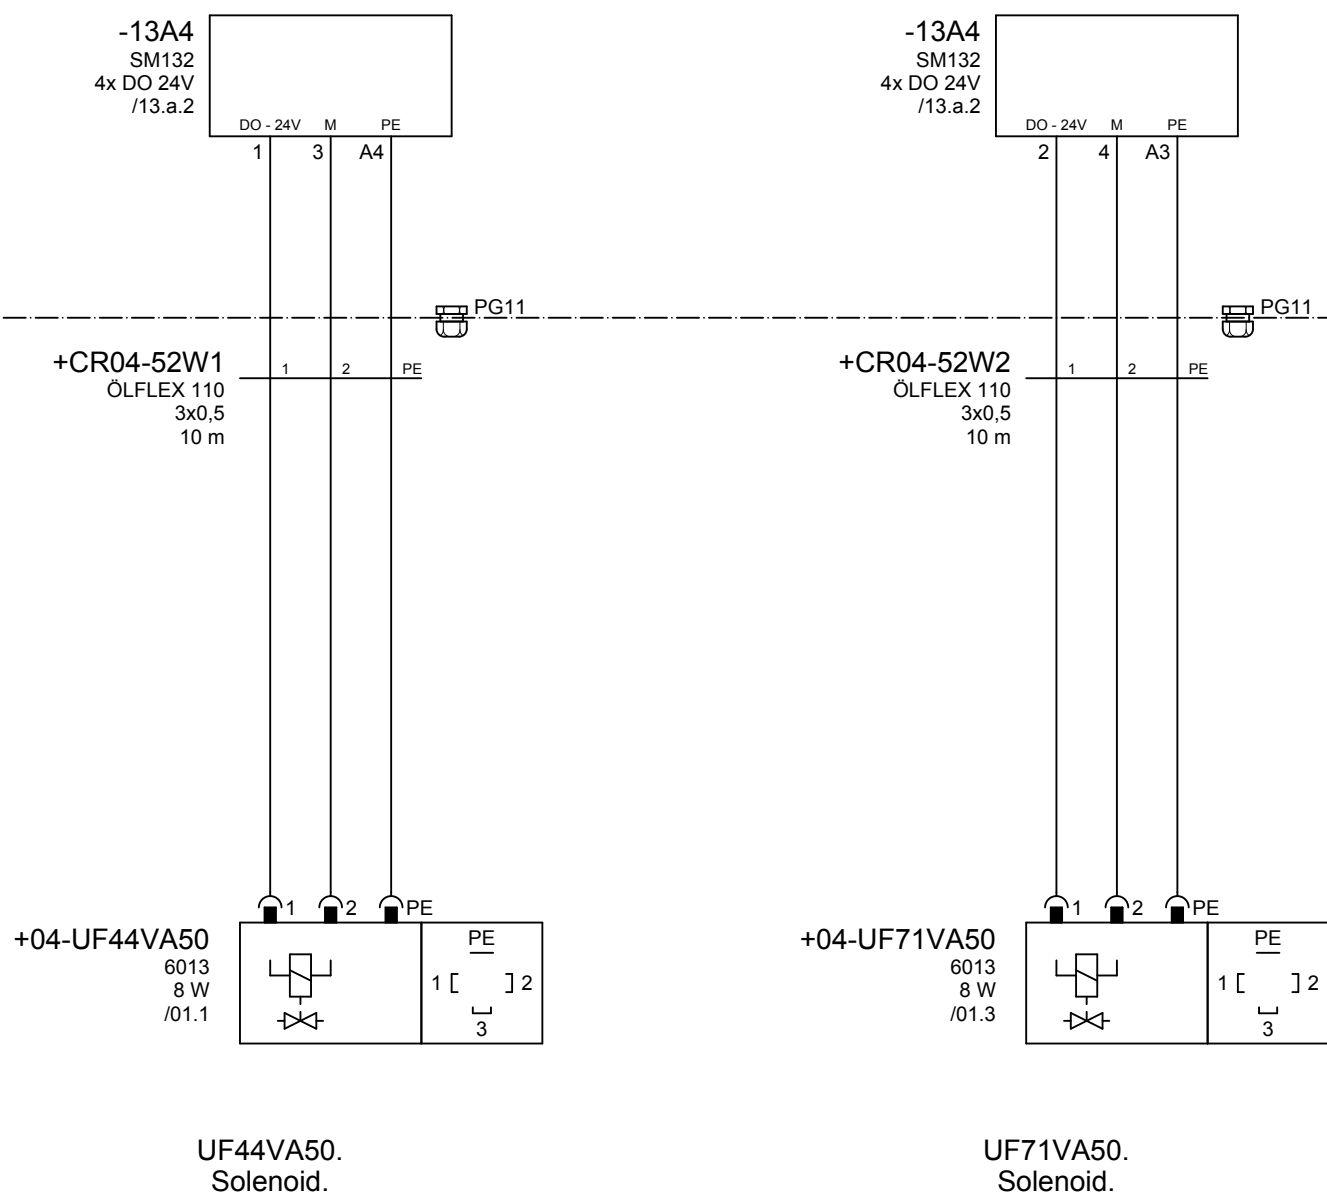 -13A4
SM132
4x DO 24V
/13.a.2
DO - 24V M PE
1 3 A4
PG11
+CR04-52W1
ÖLFLEX 110
3x0,5
10 m
1 2 PE
1 2 PE
+04-UF44VA50
6013
8 W
/01.1
PE
1 2
3
UF44VA50.
Solenoid.
-13A4
SM132
4x DO 24V
/13.a.2
DO - 24V M PE
2 4 A3
PG11
+CR04-52W2
ÖLFLEX 110
3x0,5
10 m
1 2 PE
1 2 PE
+04-UF71VA50
6013
8 W
/01.3
PE
1 2
3
UF71VA50.
Solenoid.